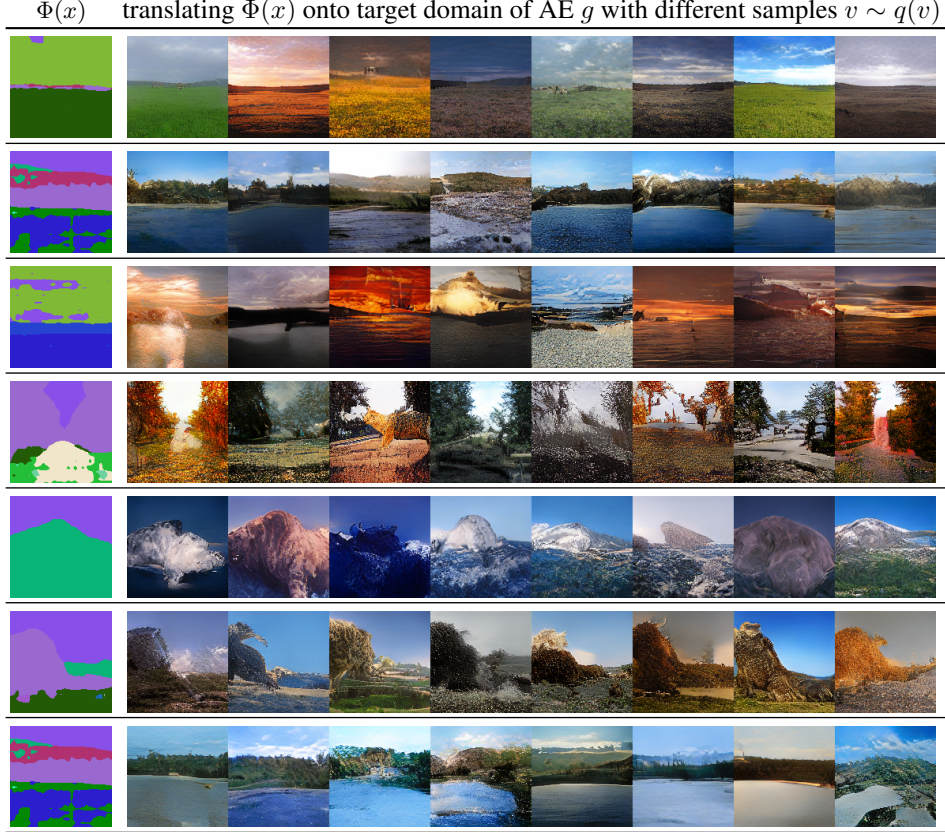 Φ(x) translating Φ(x) onto target domain of AE g with different samples v ∼ q(v)